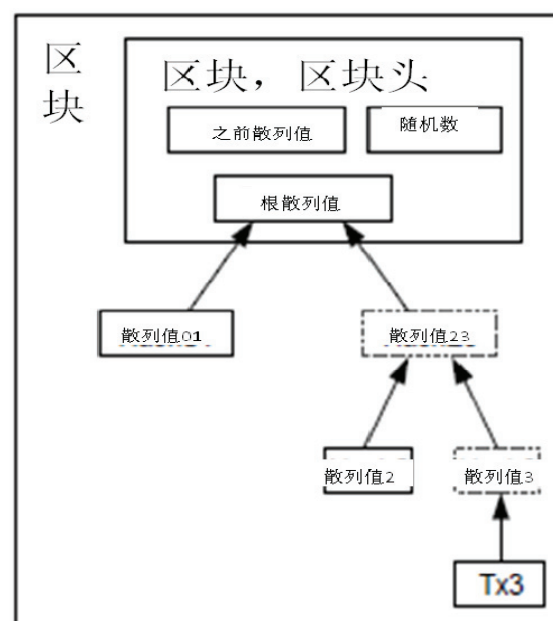 区
块
区块，区块头
之前散列值
随机数
根散列值
散列值01
散列值23
散列值2
散列值3
Tx3